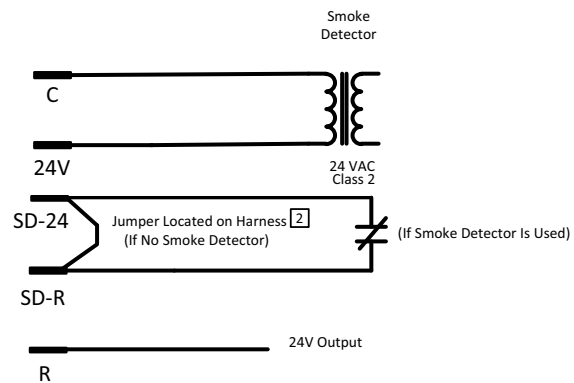 Smoke
Detector
C
24V
24 VAC
Class 2
SD-24
Jumper Located on Harness 2
(If No Smoke Detector)
(If Smoke Detector Is Used)
SD-R
24V Output
R